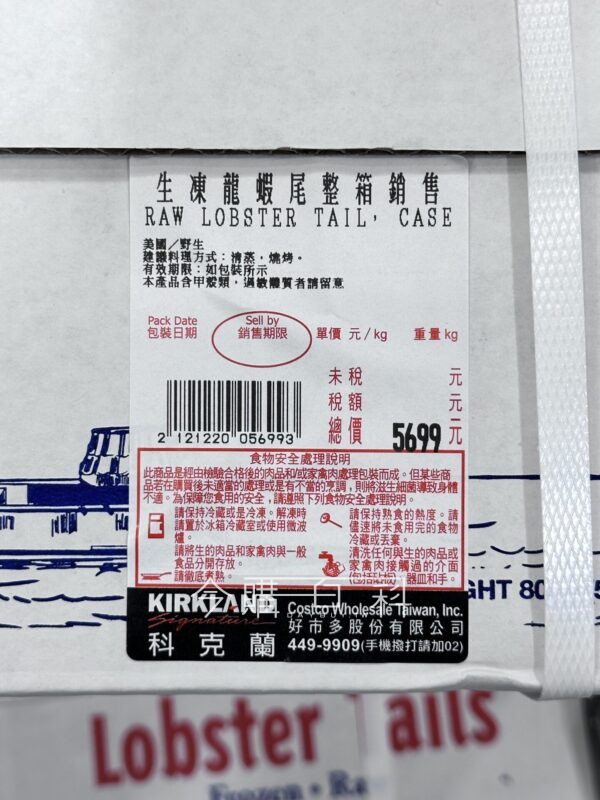 生凍龍蝦尾整箱銷售
RAW LOBSTER TAIL, CASE
美國／野生
建議料理方式：清蒸，燒烤。
有效期限：如包裝所示
本產品含甲殼類，過敏體質者請留意
Pack Date
包裝日期
Sell by
銷售期限
單價 元/kg
重量 kg
未稅 元
稅額 元
總價 5699 元
2 121220 056993
食物安全處理說明
此商品是經由檢驗合格後的肉品和/或家禽肉處理包裝而成。但某些商
品若在購買後未適當的處理或是有不當的烹調，則將滋生細菌導致身體
不適。為保障您食用的安全，請遵照下列食物安全處理說明。
請保持冷藏或是冷凍。解凍時
請置於冰箱冷藏室或使用微波
爐。
請將生的肉品和家禽肉與一般
食品分開存放。
請徹底煮熟。
請保持熟食的熱度。請
儘速將未食用完的食物
冷藏或丟棄。
清洗任何與生的肉品或
家禽肉接觸過的介面
(包括砧板)、器皿和手。
KIRKLAND
Signature
科克蘭
Costco Wholesale Taiwan, Inc.
好市多股份有限公司
449-9909(手機撥打請加02)
GHT 80
Lobster Tails
Frozen • Ra